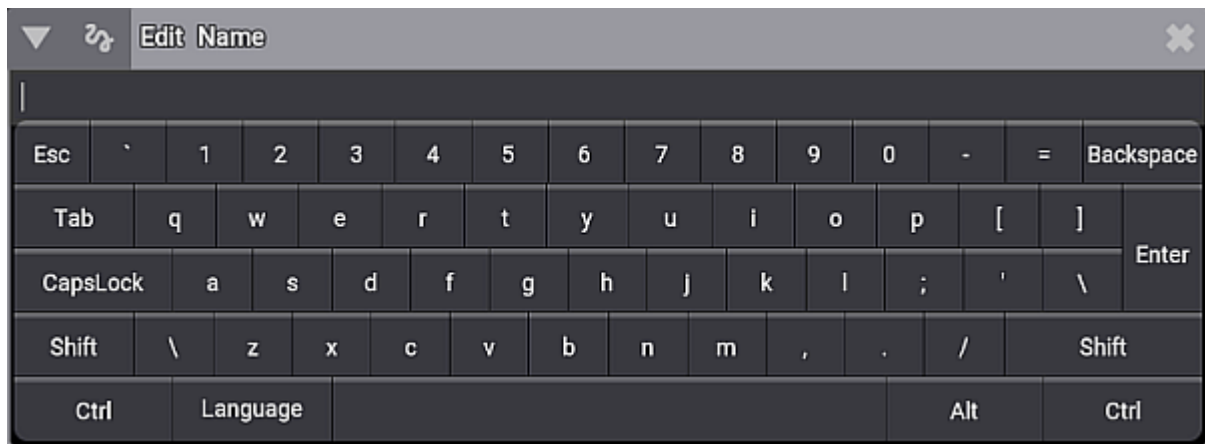 Edit Name
Esc ` 1 2 3 4 5 6 7 8 9 0 - = Backspace
Tab q w e r t y u i o p [ ]
Enter
CapsLock a s d f g h j k l ; ' \
Shift \ z x c v b n m , . / Shift
Ctrl Language Alt Ctrl